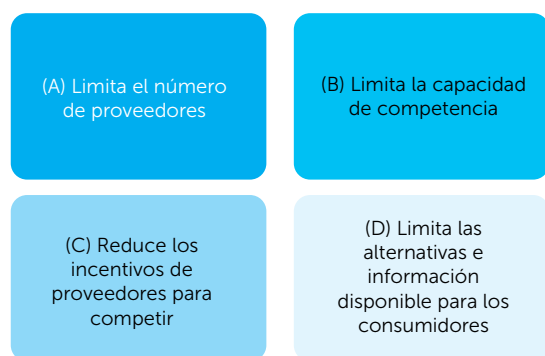 (A) Limita el número
de proveedores
(B) Limita la capacidad
de competencia
(C) Reduce los
incentivos de
proveedores para
competir
(D) Limita las
alternativas e
información
disponible para los
consumidores